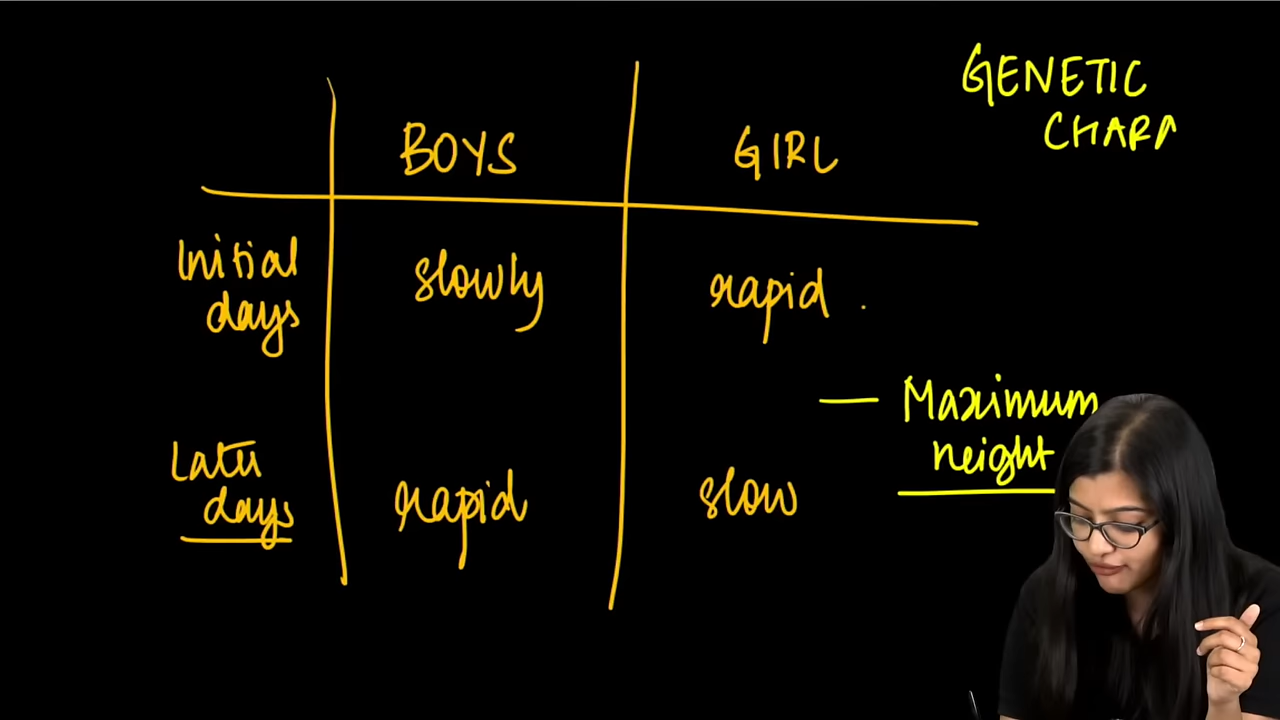 GENETIC
CHARA
BOYS GIRL
Initial
days
slowly rapid .
— Maximum
height
Later
days
rapid slow